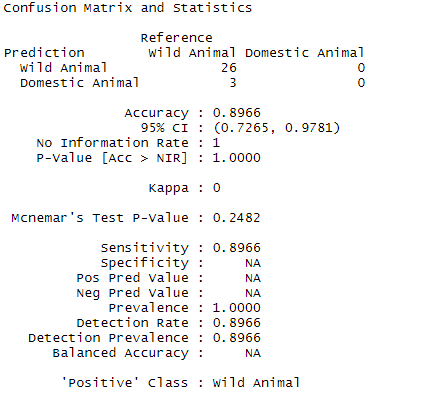 Confusion Matrix and Statistics
Reference
Prediction Wild Animal Domestic Animal
Wild Animal 26 0
Domestic Animal 3 0
Accuracy : 0.8966
95% CI : (0.7265, 0.9781)
No Information Rate : 1
P-Value [Acc > NIR] : 1.0000
Kappa : 0
Mcnemar's Test P-Value : 0.2482
Sensitivity : 0.8966
Specificity : NA
Pos Pred Value : NA
Neg Pred Value : NA
Prevalence : 1.0000
Detection Rate : 0.8966
Detection Prevalence : 0.8966
Balanced Accuracy : NA
'Positive' Class : Wild Animal